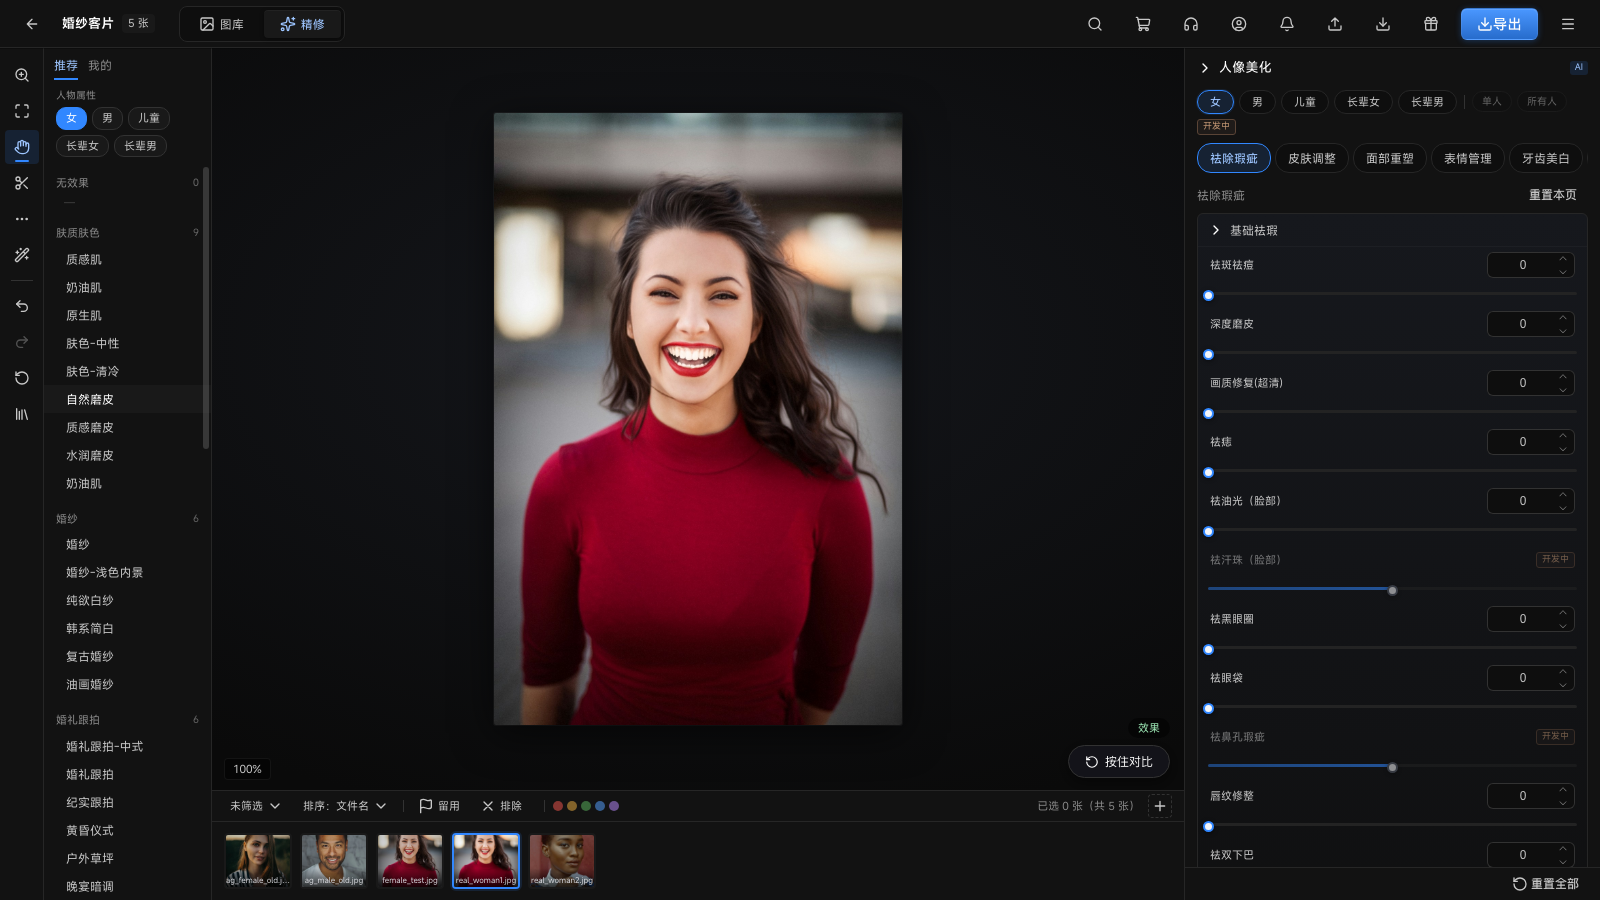 婚纱客片 5 张 图库 精修 导出
推荐 我的
人物属性
女 男 儿童
长辈女 长辈男
无效果 0
—
肤质肤色 9
质感肌
奶油肌
原生肌
肤色-中性
肤色-清冷
自然磨皮
质感磨皮
水润磨皮
奶油肌
婚纱 6
婚纱
婚纱-浅色内景
纯欲白纱
韩系简白
复古婚纱
油画婚纱
婚礼跟拍 6
婚礼跟拍-中式
婚礼跟拍
纪实跟拍
黄昏仪式
户外草坪
晚宴暗调
效果
100%
按住对比
未筛选 排序：文件名 留用 排除 已选 0 张（共 5 张）
ag_female_old.j... ag_male_old.jpg female_test.jpg real_woman1.jpg real_woman2.jpg
人像美化 AI
女 男 儿童 长辈女 长辈男 单人 所有人
开发中
祛除瑕疵 皮肤调整 面部重塑 表情管理 牙齿美白
祛除瑕疵 重置本页
基础祛瑕
祛斑祛痘 0
深度磨皮 0
画质修复(超清) 0
祛痣 0
祛油光（脸部） 0
祛汗珠（脸部） 开发中
祛黑眼圈 0
祛眼袋 0
祛鼻孔瑕疵 开发中
唇纹修整 0
祛双下巴 0
重置全部